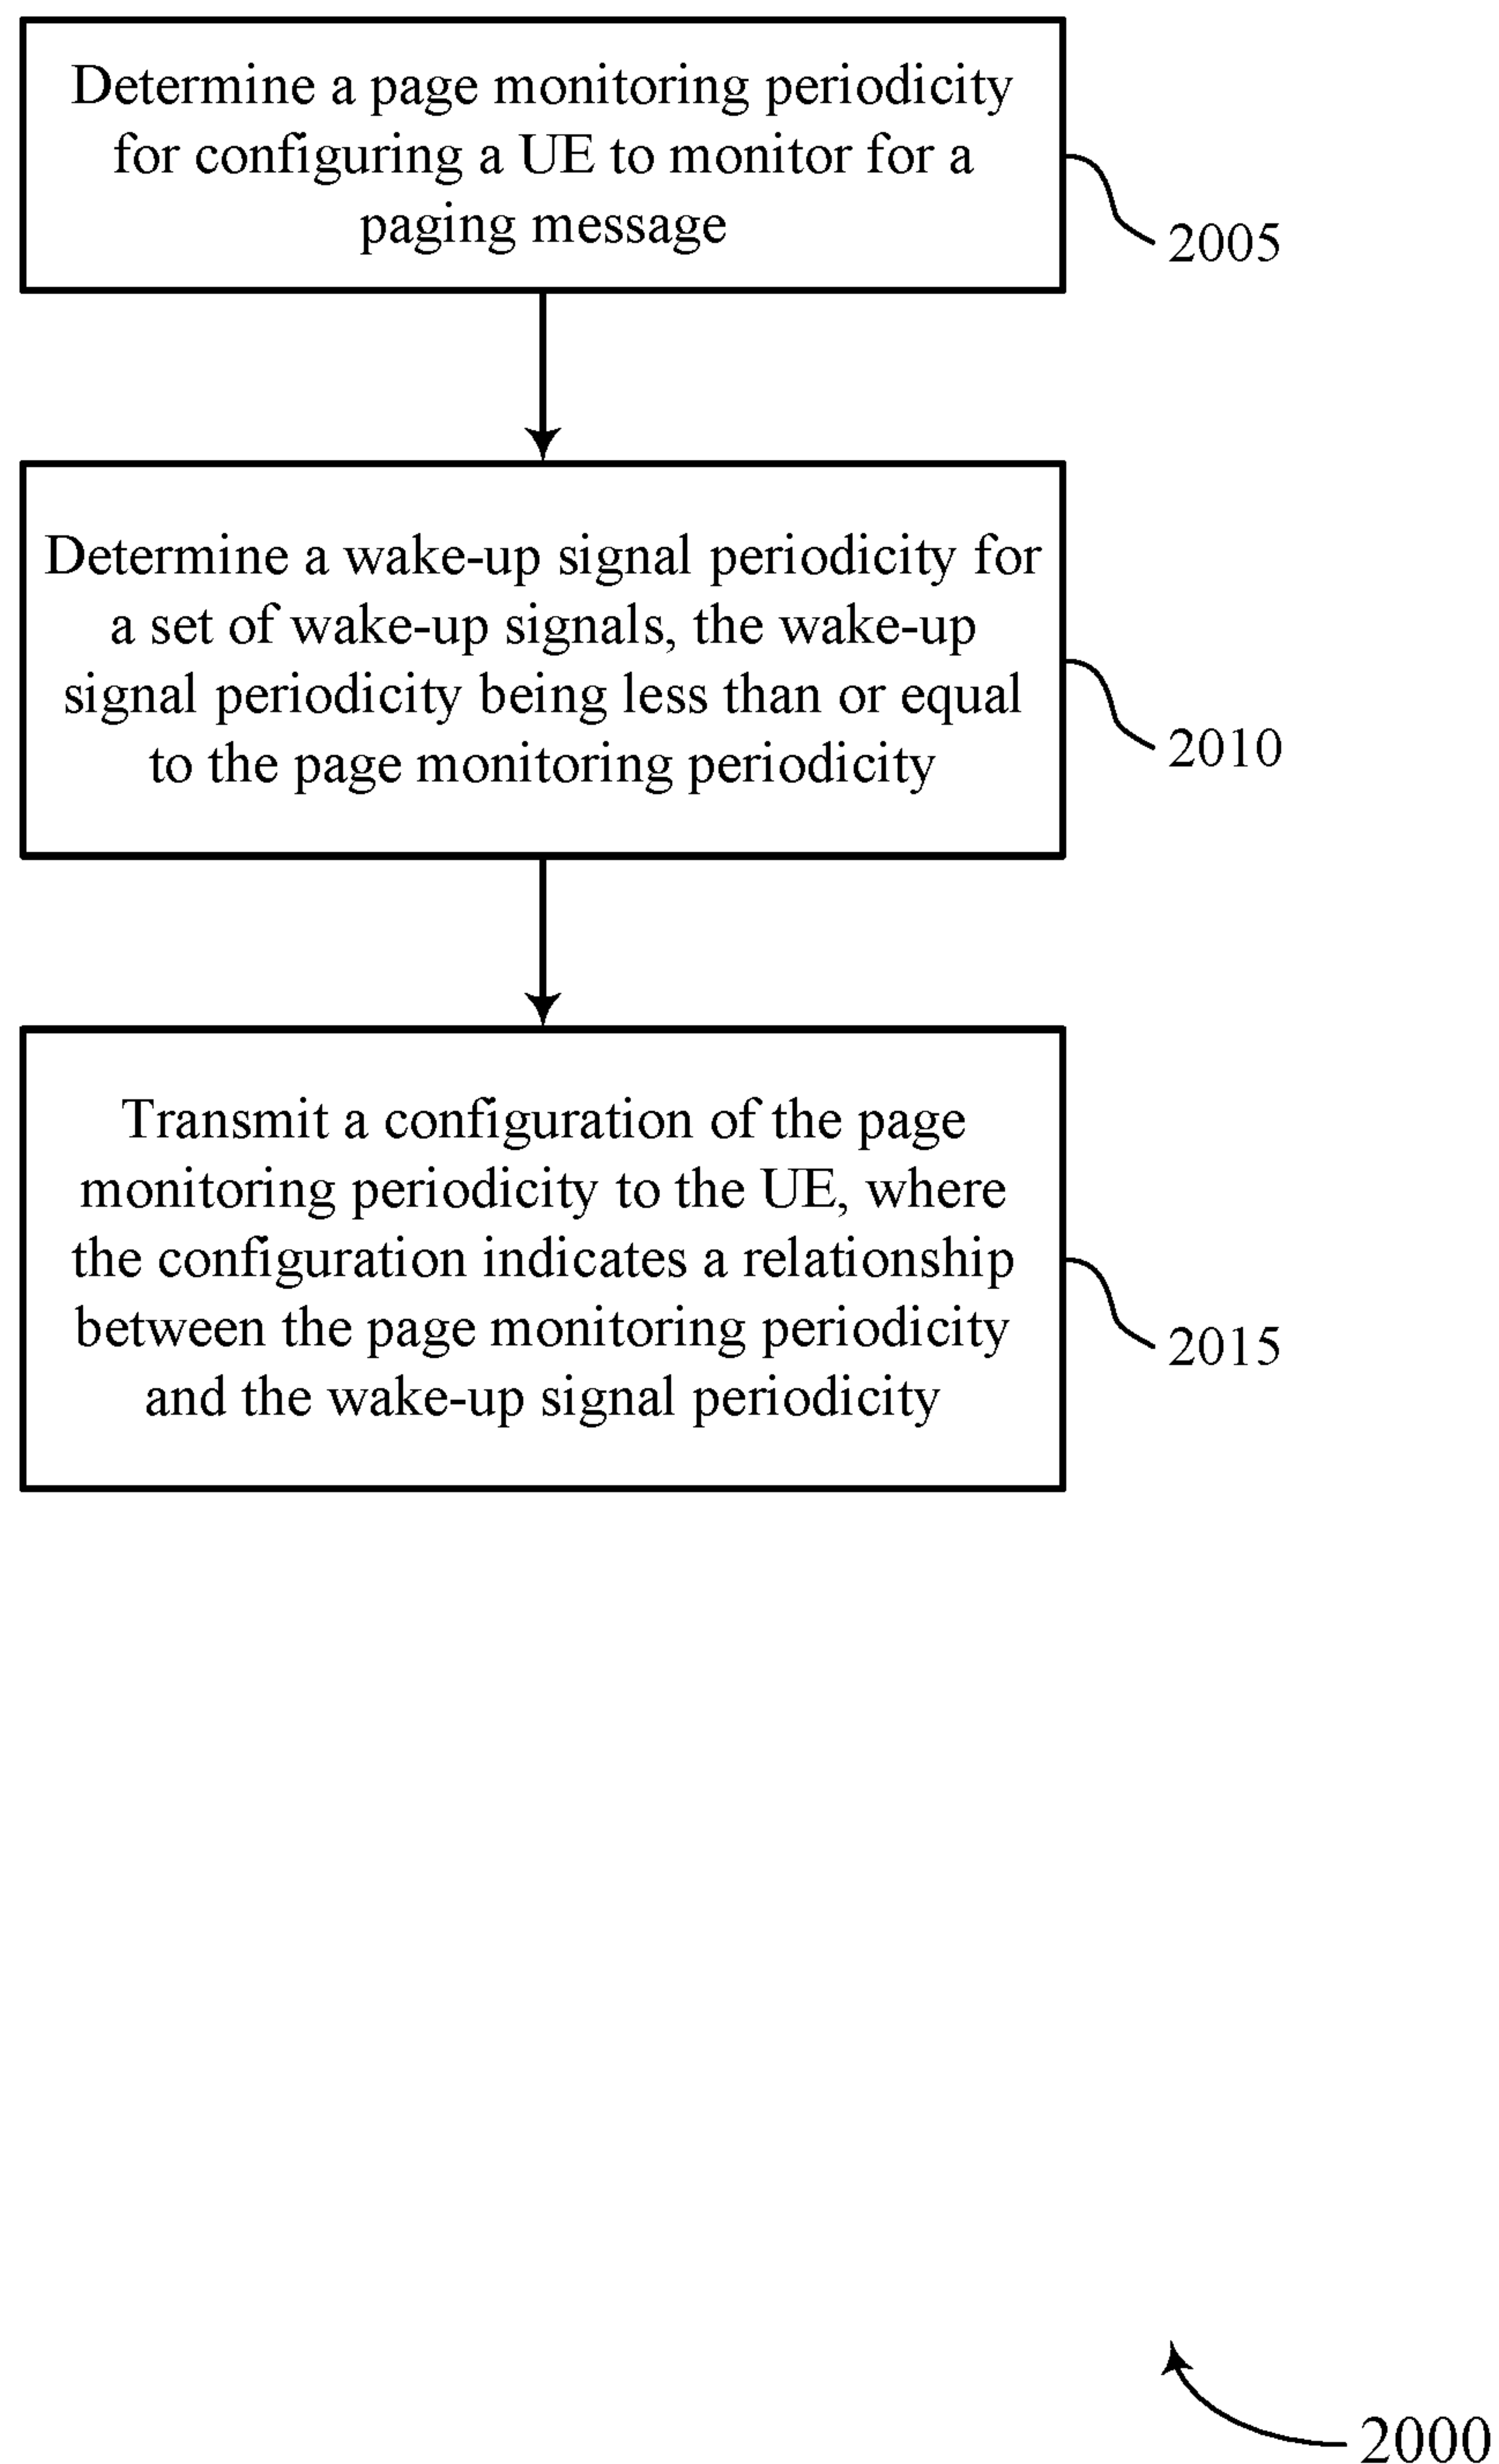 Determine a page monitoring periodicity
for configuring a UE to monitor for a
paging message
2005
Determine a wake-up signal periodicity for
a set of wake-up signals, the wake-up
signal periodicity being less than or equal
to the page monitoring periodicity
2010
Transmit a configuration of the page
monitoring periodicity to the UE, where
the configuration indicates a relationship
between the page monitoring periodicity
and the wake-up signal periodicity
2015
2000